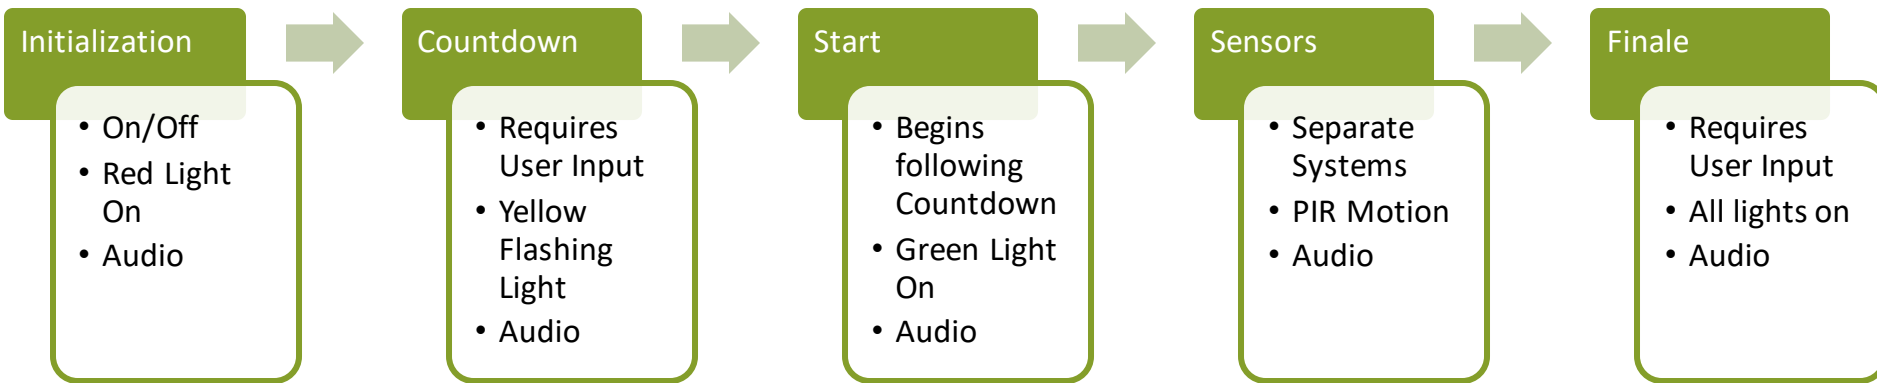 Initialization
• On/Off
• Red Light
On
• Audio
Countdown
• Requires
User Input
• Yellow
Flashing
Light
• Audio
Start
• Begins
following
Countdown
• Green Light
On
• Audio
Sensors
• Separate
Systems
• PIR Motion
• Audio
Finale
• Requires
User Input
• All lights on
• Audio